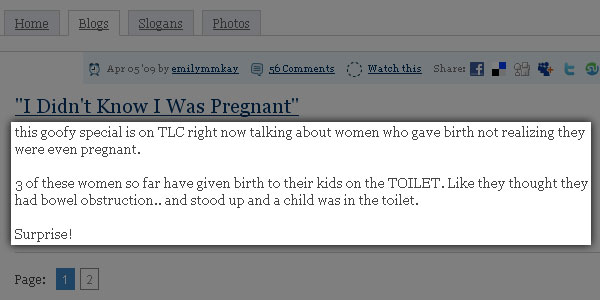 Home Blogs Slogans Photos
Apr 05 '09 by emilymmkay 56 Comments Watch this Share:
"I Didn't Know I Was Pregnant"
this goofy special is on TLC right now talking about women who gave birth not realizing they
were even pregnant.
3 of these women so far have given birth to their kids on the TOILET. Like they thought they
had bowel obstruction.. and stood up and a child was in the toilet.
Surprise!
Page: 1 2